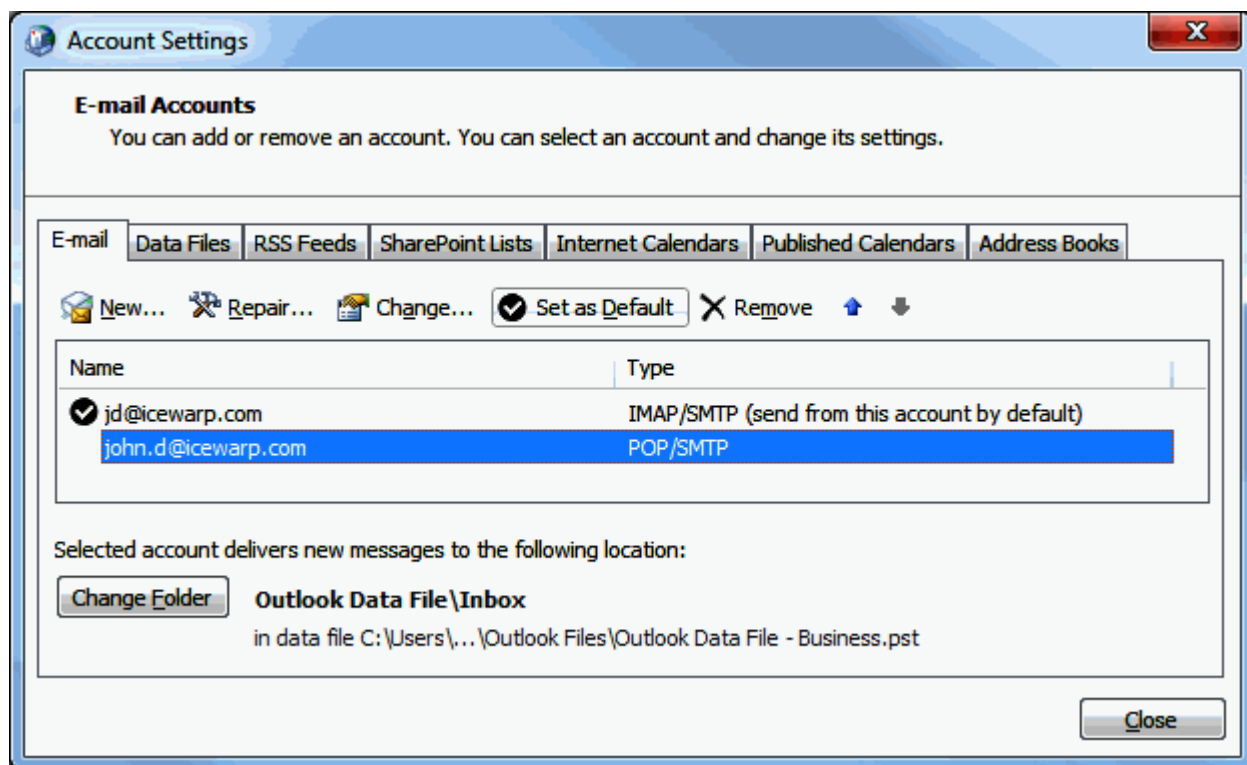 Account Settings
E-mail Accounts
You can add or remove an account. You can select an account and change its settings.
E-mail Data Files RSS Feeds SharePoint Lists Internet Calendars Published Calendars Address Books
New... Repair... Change... Set as Default Remove
Name Type
jd@icewarp.com IMAP/SMTP (send from this account by default)
john.d@icewarp.com POP/SMTP
Selected account delivers new messages to the following location:
Change Folder Outlook Data File\Inbox
in data file C:\Users\...\Outlook Files\Outlook Data File - Business.pst
Close